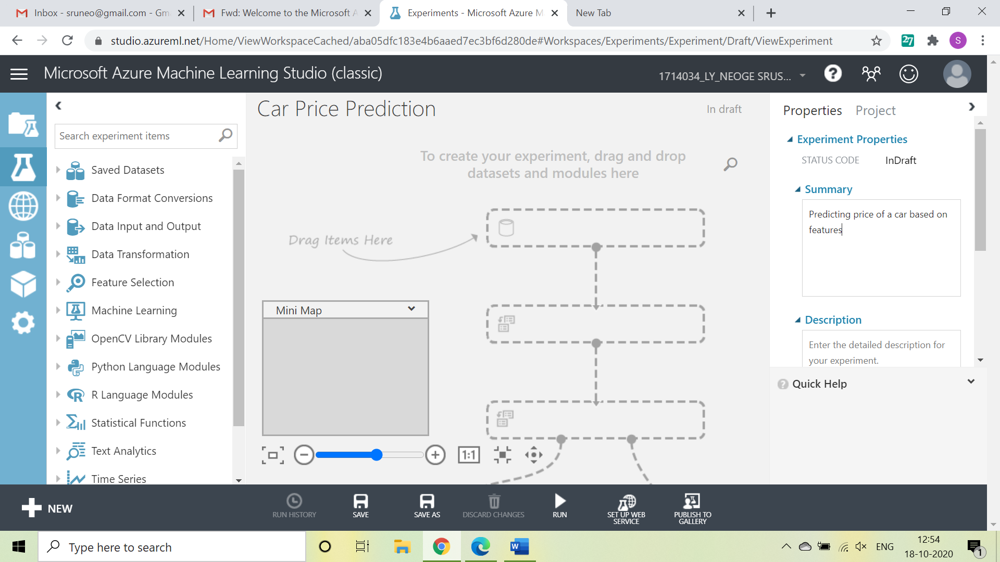 Inbox - sruneo@gmail.com - Gm
Fwd: Welcome to the Microsoft A
Experiments - Microsoft Azure M
New Tab
studio.azureml.net/Home/ViewWorkspaceCached/aba05dfc183e4b6aaed7ec3bf6d280de#Workspaces/Experiments/Experiment/Draft/ViewExperiment
27
S
Microsoft Azure Machine Learning Studio (classic)
1714034_LY_NEOGE SRUS...
?
Search experiment items
Saved Datasets
Data Format Conversions
Data Input and Output
Data Transformation
Feature Selection
Machine Learning
OpenCV Library Modules
Python Language Modules
R Language Modules
Statistical Functions
Text Analytics
Time Series
Car Price Prediction
In draft
To create your experiment, drag and drop
datasets and modules here
Drag Items Here
Mini Map
1:1
Properties
Project
Experiment Properties
STATUS CODE
InDraft
Summary
Predicting price of a car based on
features
Description
Enter the detailed description for
your experiment.
? Quick Help
NEW
RUN HISTORY
SAVE
SAVE AS
DISCARD CHANGES
RUN
SET UP WEB
SERVICE
PUBLISH TO
GALLERY
Type here to search
W
ENG
12:54
18-10-2020
1